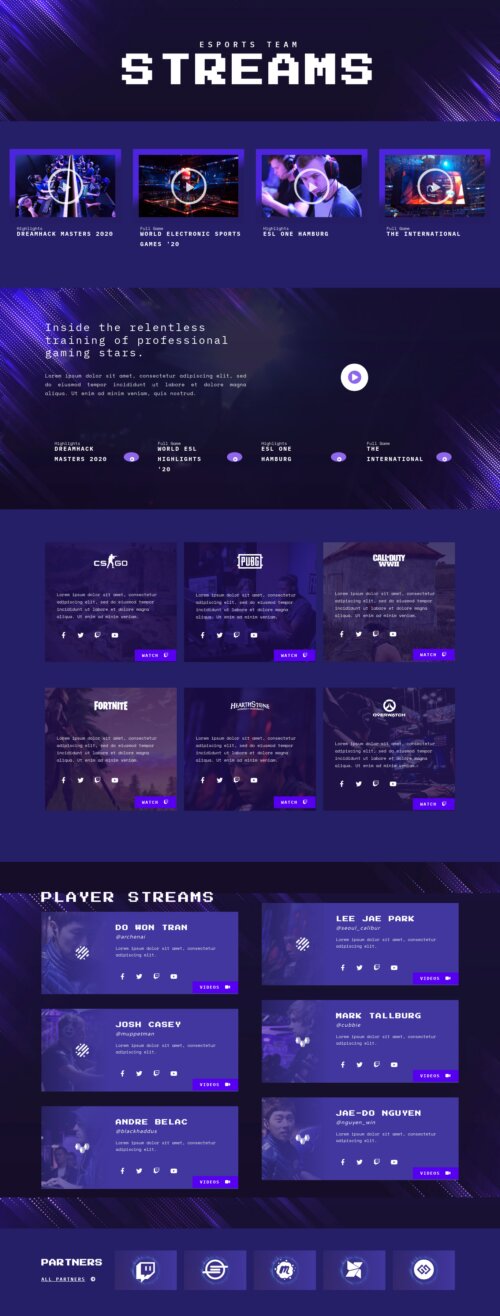 ESPORTS TEAM
STREAMS
Highlights
DREAMHACK MASTERS 2020
Full Game
WORLD ELECTRONIC SPORTS
GAMES '20
Highlights
ESL ONE HAMBURG
Full Game
THE INTERNATIONAL
Inside the relentless
training of professional
gaming stars.
Lorem ipsum dolor sit amet, consectetur adipiscing elit, sed
do eiusmod tempor incididunt ut labore et dolore magna
aliqua. Ut enim ad minim veniam, quis nostrud.
Highlights
DREAMHACK
MASTERS 2020
Full Game
WORLD ESL
HIGHLIGHTS
'20
Highlights
ESL ONE
HAMBURG
Full Game
THE
INTERNATIONAL
CS GO
Lorem ipsum dolor sit amet, consectetur
adipiscing elit, sed do eiusmod tempor
incididunt ut labore et dolore magna
aliqua. Ut enim ad minim veniam.
WATCH
PUBG
Lorem ipsum dolor sit amet, consectetur
adipiscing elit, sed do eiusmod tempor
incididunt ut labore et dolore magna
aliqua. Ut enim ad minim veniam.
WATCH
CALL OF DUTY
WWII
Lorem ipsum dolor sit amet, consectetur
adipiscing elit, sed do eiusmod tempor
incididunt ut labore et dolore magna
aliqua. Ut enim ad minim veniam.
WATCH
FORTNITE
Lorem ipsum dolor sit amet, consectetur
adipiscing elit, sed do eiusmod tempor
incididunt ut labore et dolore magna
aliqua. Ut enim ad minim veniam.
WATCH
HEARTHSTONE
Lorem ipsum dolor sit amet, consectetur
adipiscing elit, sed do eiusmod tempor
incididunt ut labore et dolore magna
aliqua. Ut enim ad minim veniam.
WATCH
OVERWATCH
Lorem ipsum dolor sit amet, consectetur
adipiscing elit, sed do eiusmod tempor
incididunt ut labore et dolore magna
aliqua. Ut enim ad minim veniam.
WATCH
PLAYER STREAMS
DO WON TRAN
@archenai
Lorem ipsum dolor sit amet, consectetur
adipiscing elit.
VIDEOS
LEE JAE PARK
@seoul_calibur
Lorem ipsum dolor sit amet, consectetur
adipiscing elit.
VIDEOS
JOSH CASEY
@muppetman
Lorem ipsum dolor sit amet, consectetur
adipiscing elit.
VIDEOS
MARK TALLBURG
@cubbie
Lorem ipsum dolor sit amet, consectetur
adipiscing elit.
VIDEOS
ANDRE BELAC
@blackhaddus
Lorem ipsum dolor sit amet, consectetur
adipiscing elit.
VIDEOS
JAE-DO NGUYEN
@nguyen_win
Lorem ipsum dolor sit amet, consectetur
adipiscing elit.
VIDEOS
PARTNERS
ALL PARTNERS